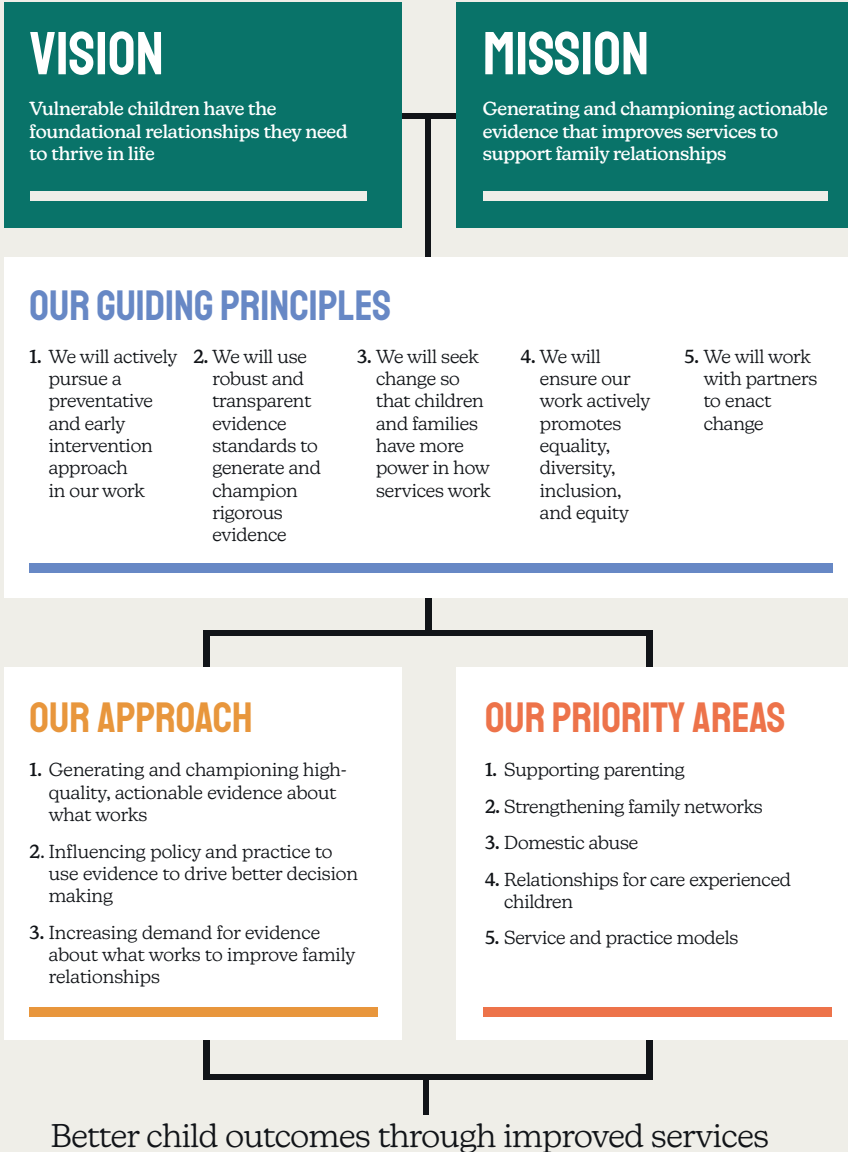 VISION
Vulnerable children have the
foundational relationships they need
to thrive in life
MISSION
Generating and championing actionable
evidence that improves services to
support family relationships
OUR GUIDING PRINCIPLES
1. We will actively
pursue a
preventative
and early
intervention
approach
in our work
2. We will use
robust and
transparent
evidence
standards to
generate and
champion
rigorous
evidence
3. We will seek
change so
that children
and families
have more
power in how
services work
4. We will
ensure our
work actively
promotes
equality,
diversity,
inclusion,
and equity
5. We will work
with partners
to enact
change
OUR APPROACH
1. Generating and championing high-
quality, actionable evidence about
what works
2. Influencing policy and practice to
use evidence to drive better decision
making
3. Increasing demand for evidence
about what works to improve family
relationships
OUR PRIORITY AREAS
1. Supporting parenting
2. Strengthening family networks
3. Domestic abuse
4. Relationships for care experienced
children
5. Service and practice models
Better child outcomes through improved services